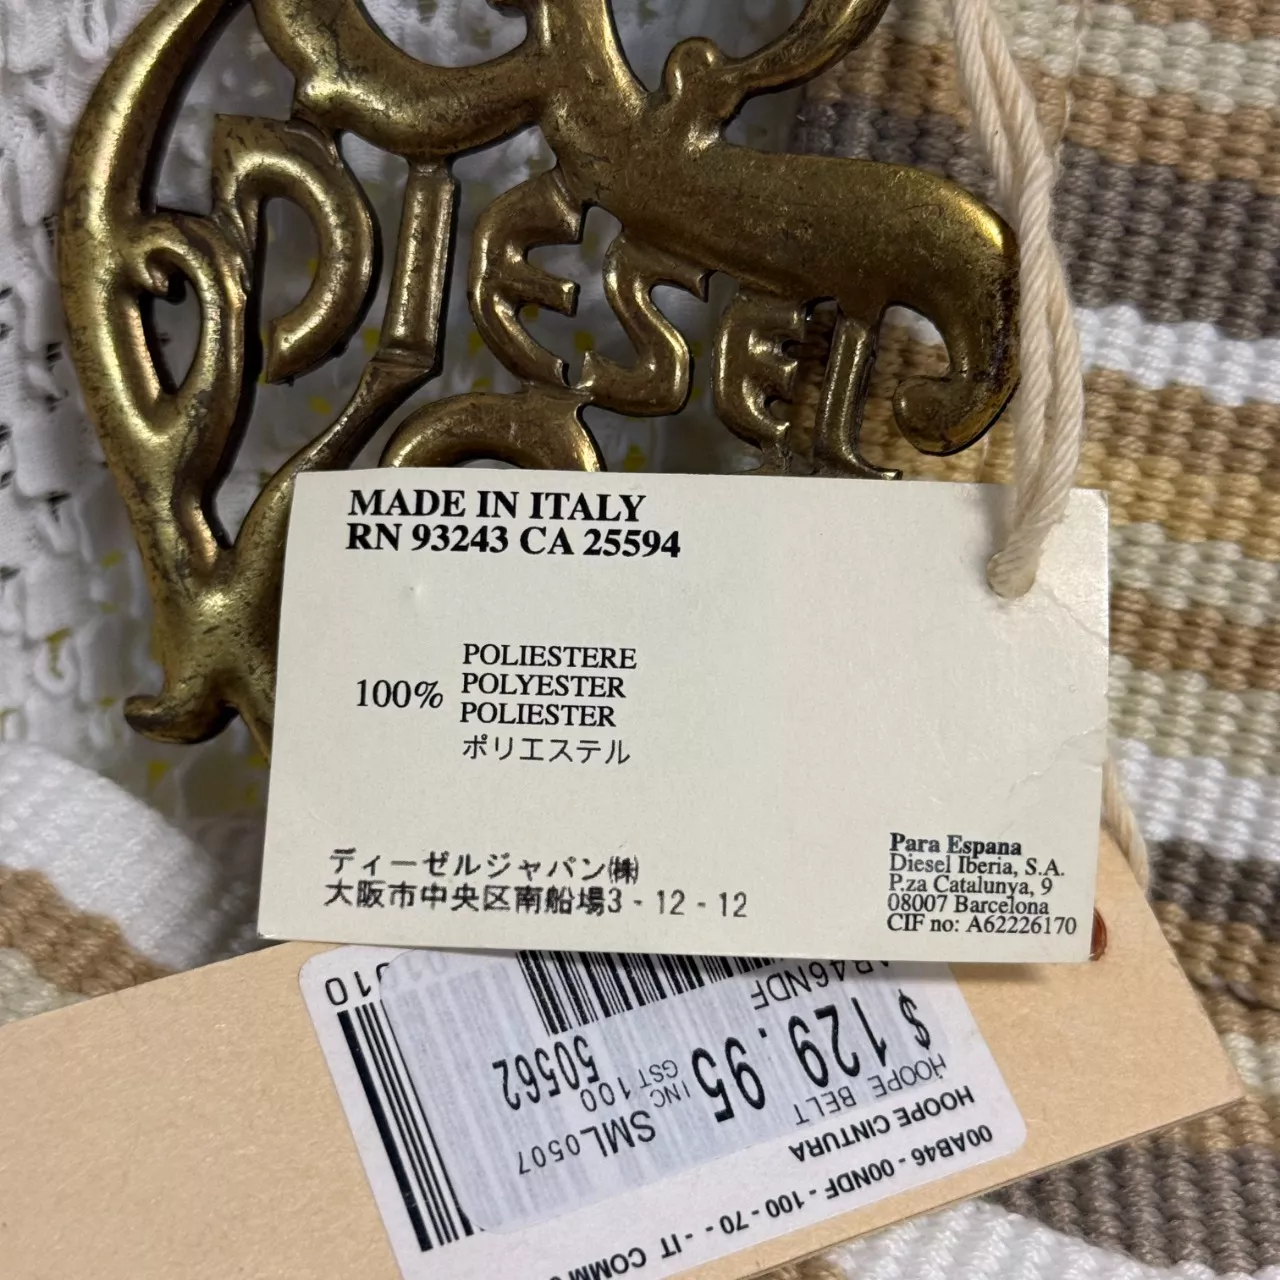 DIESEL
MADE IN ITALY
RN 93243 CA 25594
100%
POLIESTERE
POLYESTER
POLIESTER
ポリエステル
ディーゼルジャパン㈱
大阪市中央区南船場3 - 12 - 12
Para Espana
Diesel Iberia, S.A.
P.za Catalunya, 9
08007 Barcelona
CIF no: A62226170
00AB46 - 00NDF - 100 - 70 - - IT COMM
HOOPE CINTURA
HOOPE BELT
SML0507
$129.95
INC
GST 100
50562
AB46NDF